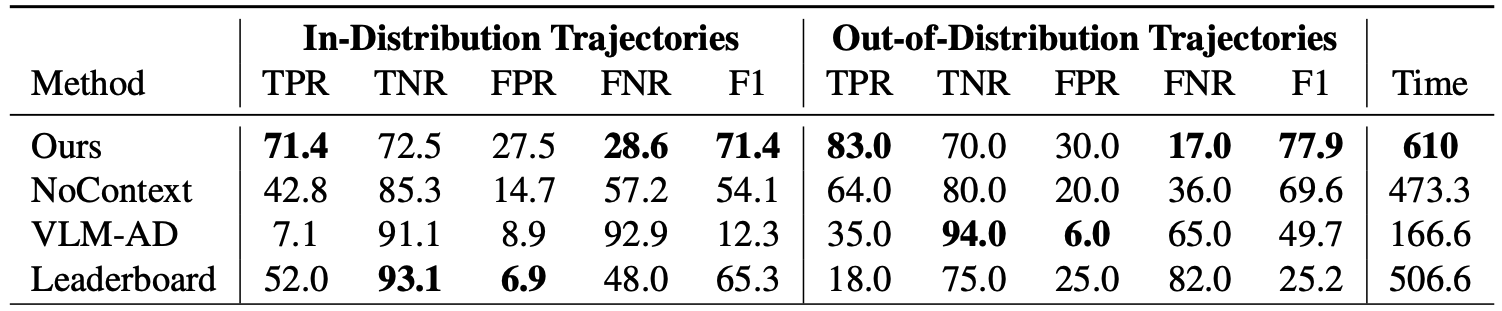 In-Distribution Trajectories Out-of-Distribution Trajectories
Method TPR TNR FPR FNR F1 TPR TNR FPR FNR F1 Time
Ours 71.4 72.5 27.5 28.6 71.4 83.0 70.0 30.0 17.0 77.9 610
NoContext 42.8 85.3 14.7 57.2 54.1 64.0 80.0 20.0 36.0 69.6 473.3
VLM-AD 7.1 91.1 8.9 92.9 12.3 35.0 94.0 6.0 65.0 49.7 166.6
Leaderboard 52.0 93.1 6.9 48.0 65.3 18.0 75.0 25.0 82.0 25.2 506.6